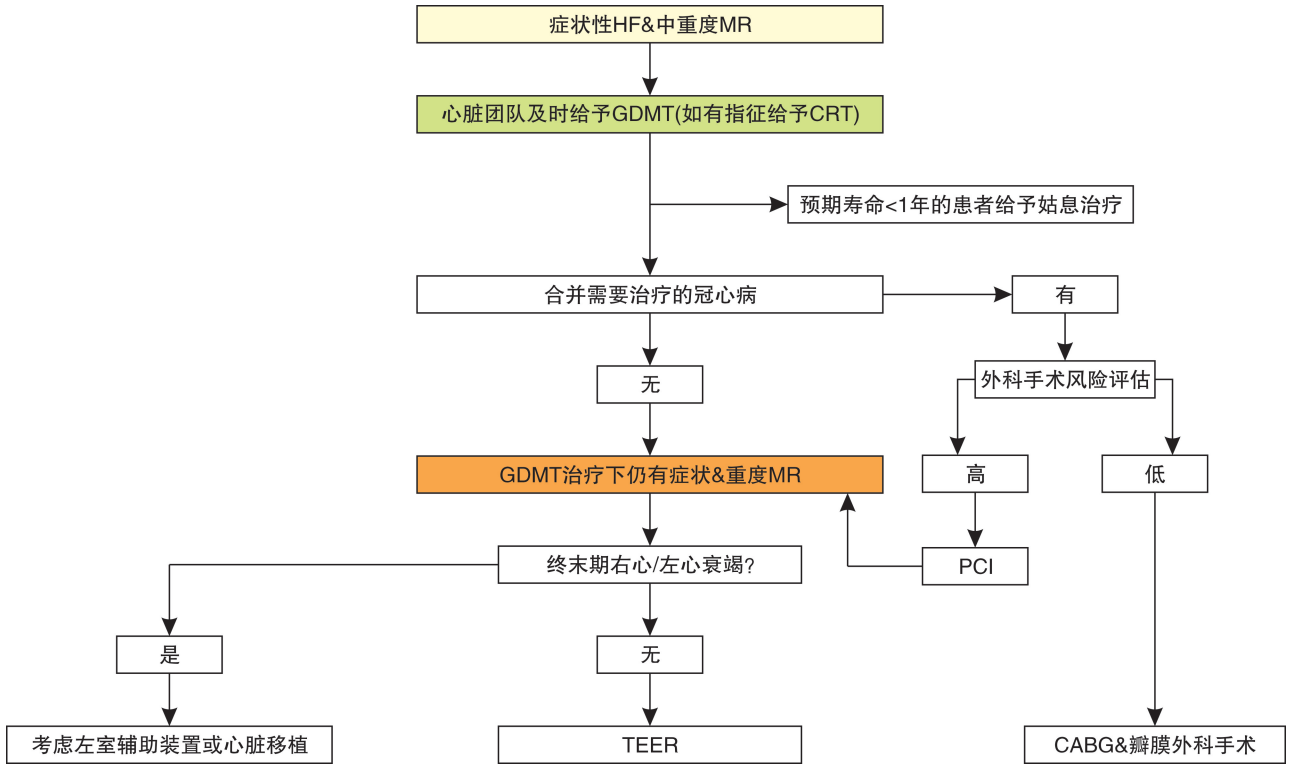 症状性HF&中重度MR
心脏团队及时给予GDMT(如有指征给予CRT)
预期寿命<1年的患者给予姑息治疗
合并需要治疗的冠心病
有
无
外科手术风险评估
高
低
GDMT治疗下仍有症状&重度MR
终末期右心/左心衰竭?
PCI
是
无
考虑左室辅助装置或心脏移植
TEER
CABG&瓣膜外科手术